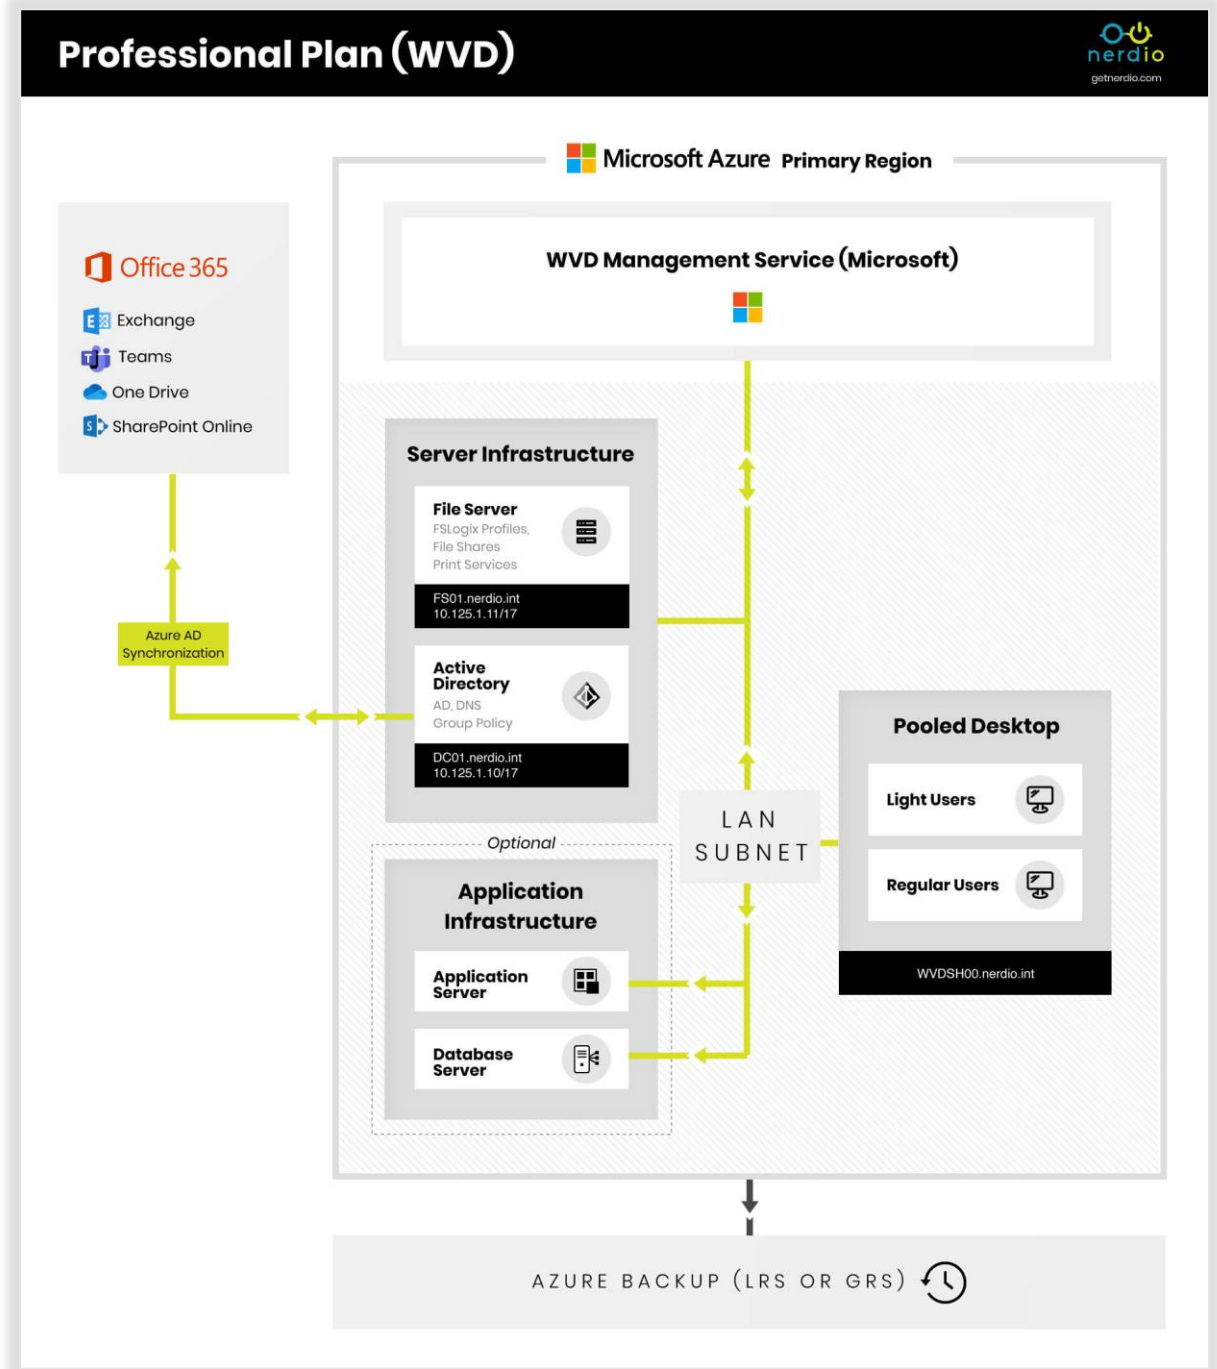 Professional Plan (WVD)
nerdio
getnerdio.com
Microsoft Azure Primary Region
WVD Management Service (Microsoft)
Office 365
E
Exchange
T
Teams
One Drive
S
SharePoint Online
Azure AD
Synchronization
Server Infrastructure
File Server
FSLogix Profiles,
File Shares
Print Services
FS01.nerdio.int
10.125.1.11/17
Active
Directory
AD, DNS
Group Policy
DC01.nerdio.int
10.125.1.10/17
LAN
SUBNET
Pooled Desktop
Light Users
Regular Users
WVDSH00.nerdio.int
Optional
Application
Infrastructure
Application
Server
Database
Server
AZURE BACKUP (LRS OR GRS)